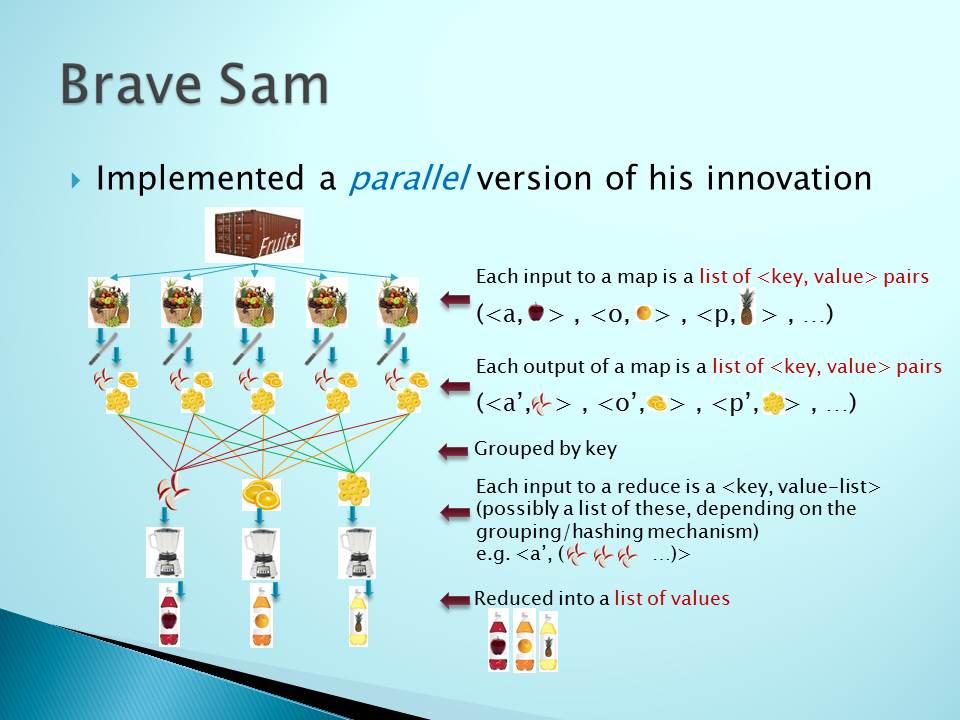 Brave Sam
Implemented a parallel version of his innovation
Fruits
Each input to a map is a list of <key, value> pairs
(<a, > , <o, > , <p, > , …)
Each output of a map is a list of <key, value> pairs
(<a’, > , <o’, > , <p’, > , …)
Grouped by key
Each input to a reduce is a <key, value-list>
(possibly a list of these, depending on the
grouping/hashing mechanism)
e.g. <a’, ( …)>
Reduced into a list of values